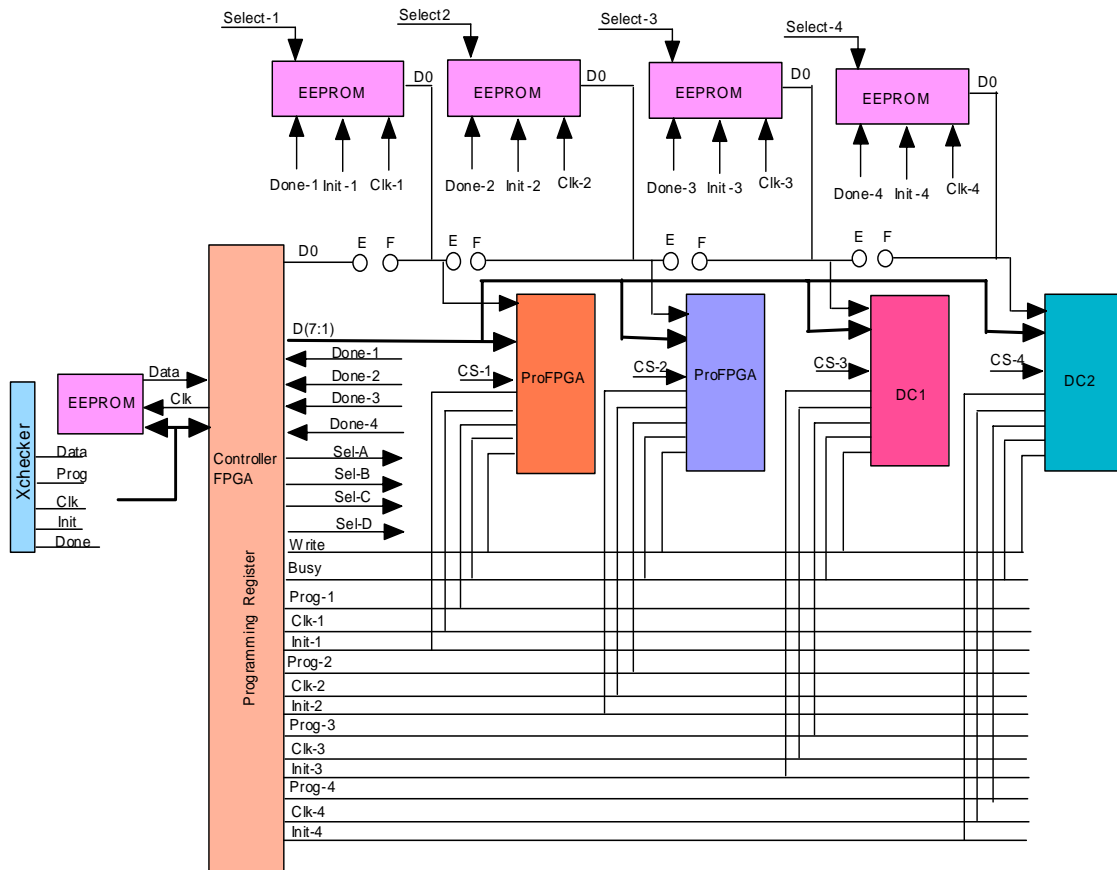 Select-1
Select2
Select-3
Select-4
EEPROM
D0
EEPROM
D0
EEPROM
D0
EEPROM
D0
Done-1
Init-1
Clk-1
Done-2
Init-2
Clk-2
Done-3
Init-3
Clk-3
Done-4
Init-4
Clk-4
D0
E
F
E
F
E
F
E
F
D(7:1)
Done-1
Done-2
Done-3
Done-4
Sel-A
Sel-B
Sel-C
Sel-D
Write
Busy
Prog-1
Clk-1
Init-1
Prog-2
Clk-2
Init-2
Prog-3
Clk-3
Init-3
Prog-4
Clk-4
Init-4
CS-1
ProFPGA
CS-2
ProFPGA
CS-3
DC1
CS-4
DC2
EEPROM
Data
Clk
Controller
FPGA
Programming Register
Xchecker
Data
Prog
Clk
Init
Done